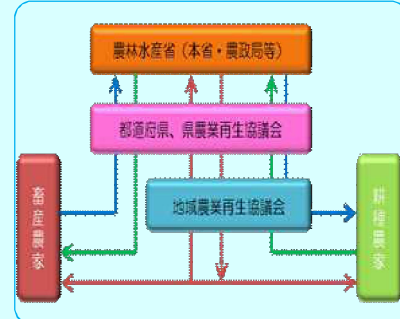 農林水産省（本省・農政局等）
都道府県、県農業再生協議会
地域農業再生協議会
畜産農家
耕種農家